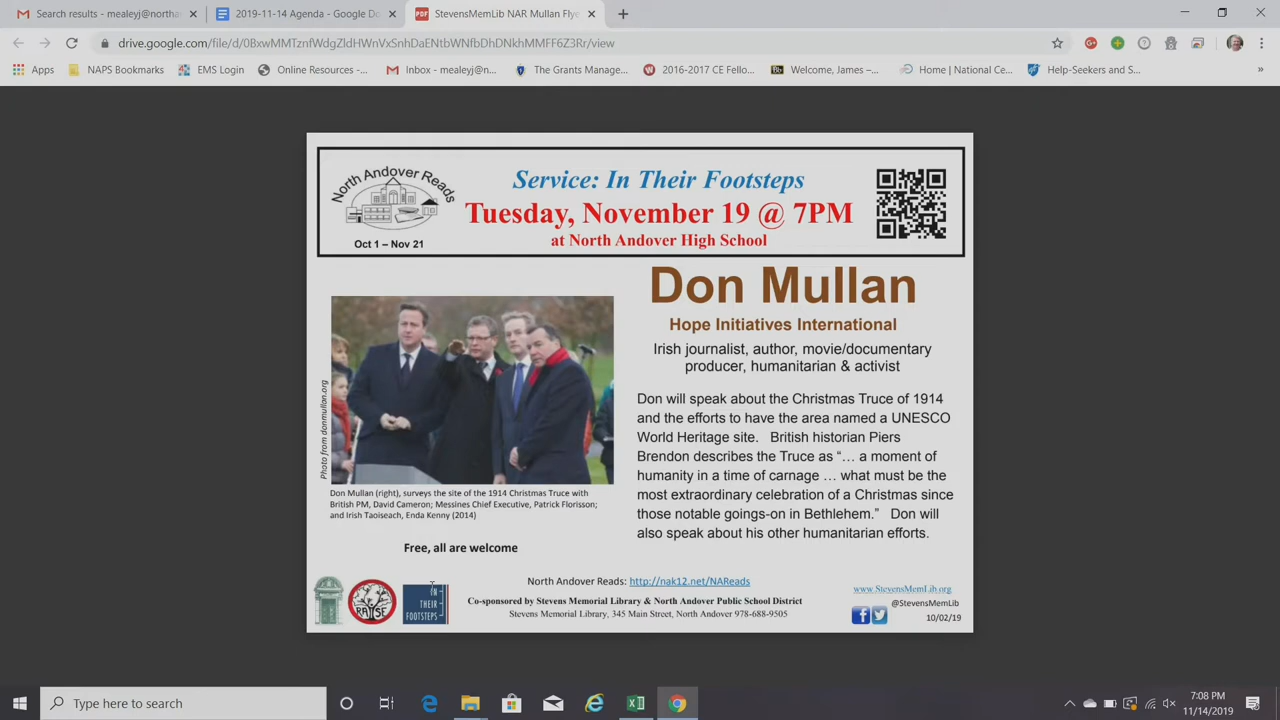 Search results - mealeyj@northa
2019-11-14 Agenda - Google Do
StevensMemLib NAR Mullan Flye
drive.google.com/file/d/0BxwMMTznfWdgZldHWnVxSnhDaENtbWNfbDhDNkhMMFF6Z3Rr/view
Apps
NAPS Bookmarks
EMS Login
Online Resources -...
Inbox - mealeyj@n...
The Grants Manage...
2016-2017 CE Fello...
Welcome, James –...
Home | National Ce...
Help-Seekers and S...
North Andover Reads
Oct 1 – Nov 21
Service: In Their Footsteps
Tuesday, November 19 @ 7PM
at North Andover High School
Don Mullan
Hope Initiatives International
Irish journalist, author, movie/documentary
producer, humanitarian & activist
Photo from donmullan.org
Don Mullan (right), surveys the site of the 1914 Christmas Truce with
British PM, David Cameron; Messines Chief Executive, Patrick Florisson;
and Irish Taoiseach, Enda Kenny (2014)
Don will speak about the Christmas Truce of 1914
and the efforts to have the area named a UNESCO
World Heritage site. British historian Piers
Brendon describes the Truce as “… a moment of
humanity in a time of carnage … what must be the
most extraordinary celebration of a Christmas since
those notable goings-on in Bethlehem.” Don will
also speak about his other humanitarian efforts.
Free, all are welcome
RAISE
IN
THEIR
FOOTSTEPS
North Andover Reads: http://nak12.net/NAReads
Co-sponsored by Stevens Memorial Library & North Andover Public School District
Stevens Memorial Library, 345 Main Street, North Andover 978-688-9505
www.StevensMemLib.org
@StevensMemLib
10/02/19
Type here to search
7:08 PM
11/14/2019